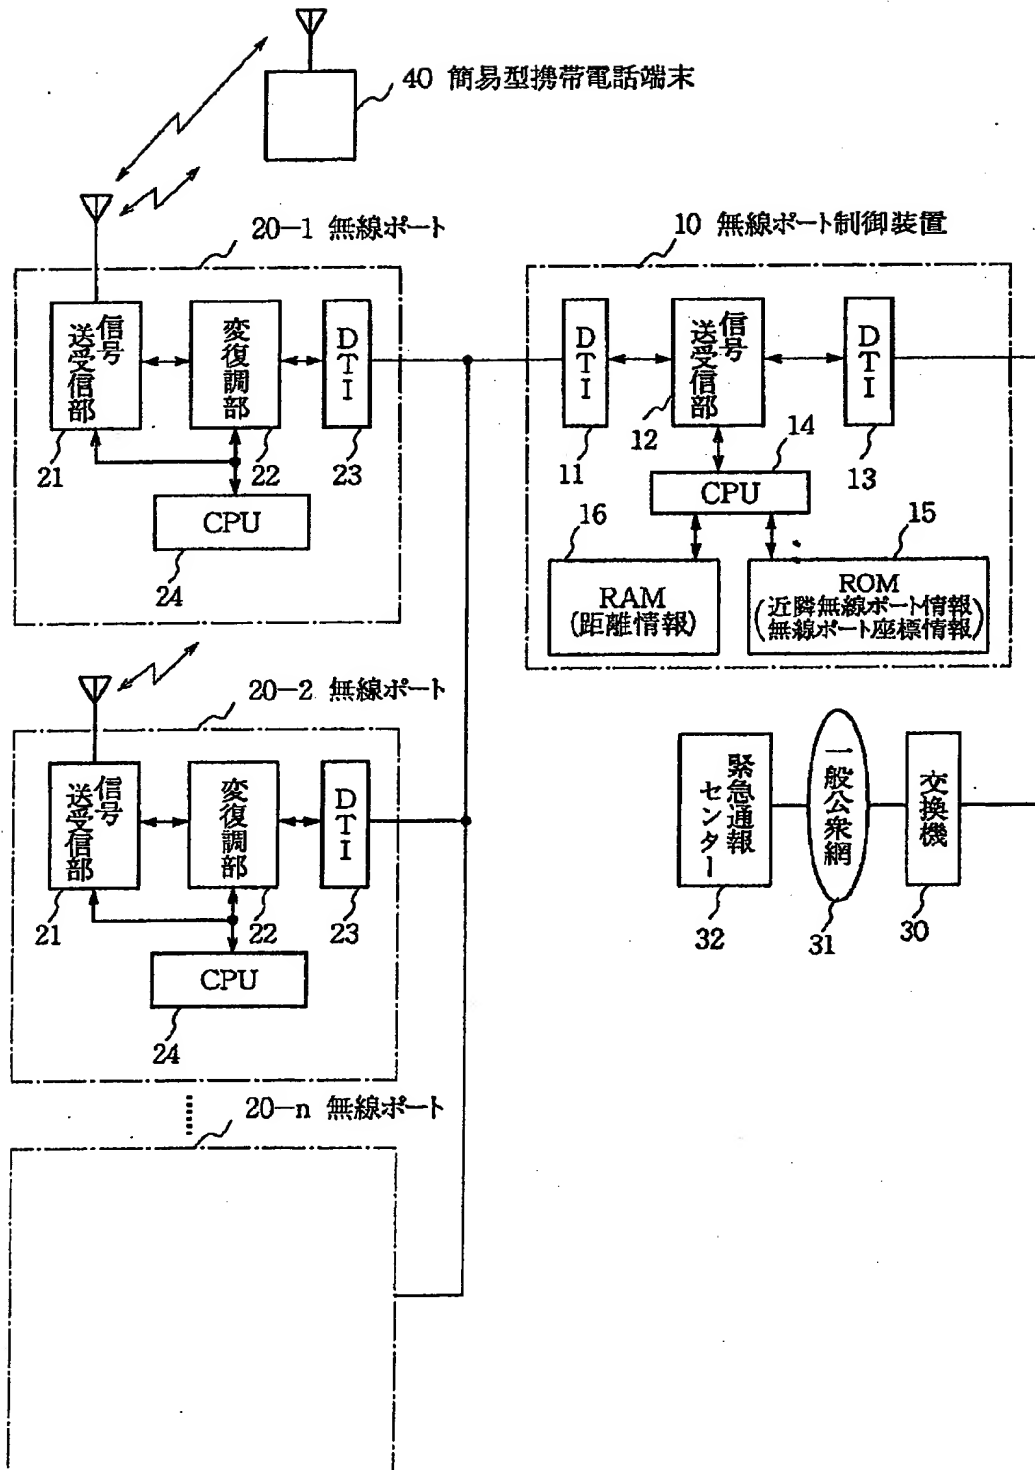 40 簡易型携帯電話端末
20-1 無線ポート
信号
送受信部
変復調部
DTI
21
22
23
CPU
24
10 無線ポート制御装置
DTI
信号
送受信部
DTI
11
12
13
14
CPU
16
15
RAM
(距離情報)
ROM
(近隣無線ポート情報
無線ポート座標情報)
20-2 無線ポート
信号
送受信部
変復調部
DTI
21
22
23
CPU
24
緊急通報
センター
一般公衆網
交換機
32
31
30
20-n 無線ポート